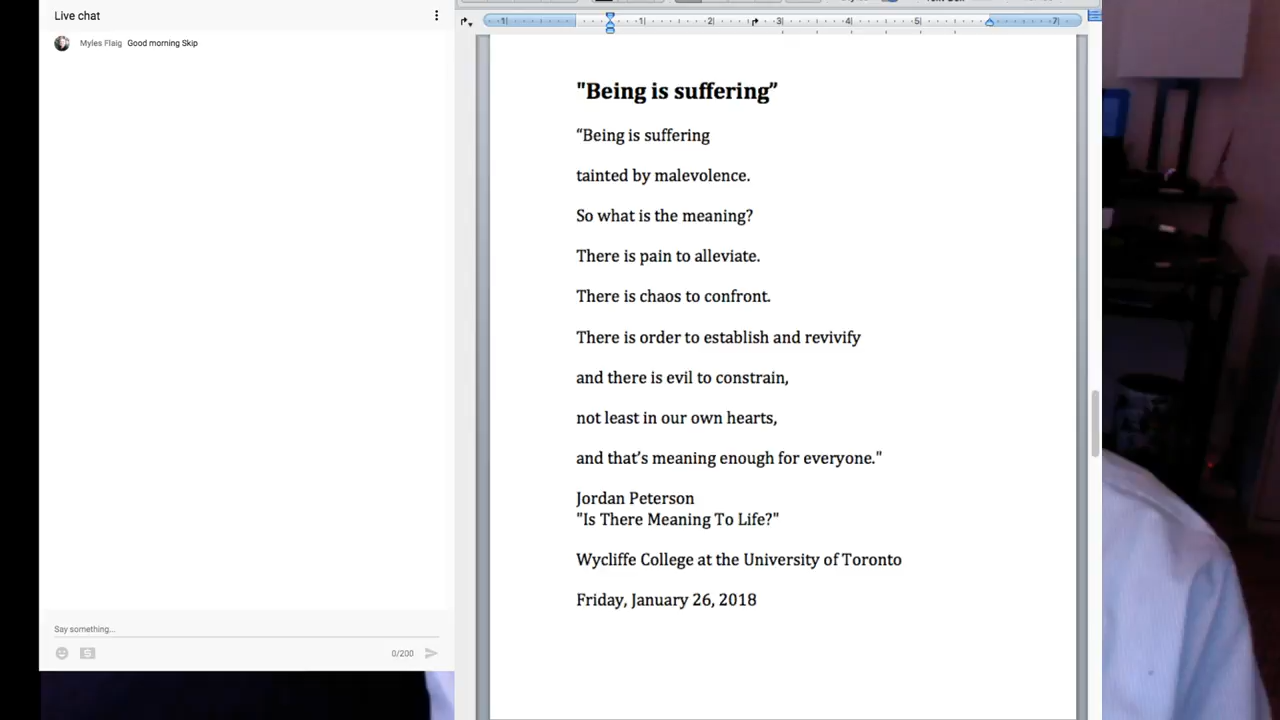 Live chat
Myles Flaig Good morning Skip
Say something...
0/200
"Being is suffering”
“Being is suffering
tainted by malevolence.
So what is the meaning?
There is pain to alleviate.
There is chaos to confront.
There is order to establish and revivify
and there is evil to constrain,
not least in our own hearts,
and that’s meaning enough for everyone."
Jordan Peterson
"Is There Meaning To Life?"
Wycliffe College at the University of Toronto
Friday, January 26, 2018